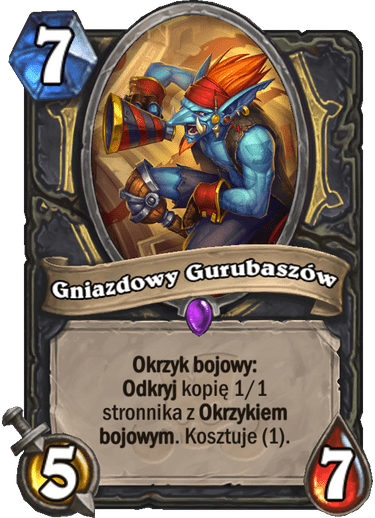 7
Gniazdowy Gurubaszów
Okrzyk bojowy:
Odkryj kopię 1/1
stronnika z Okrzykiem
bojowym. Kosztuje (1).
5
7